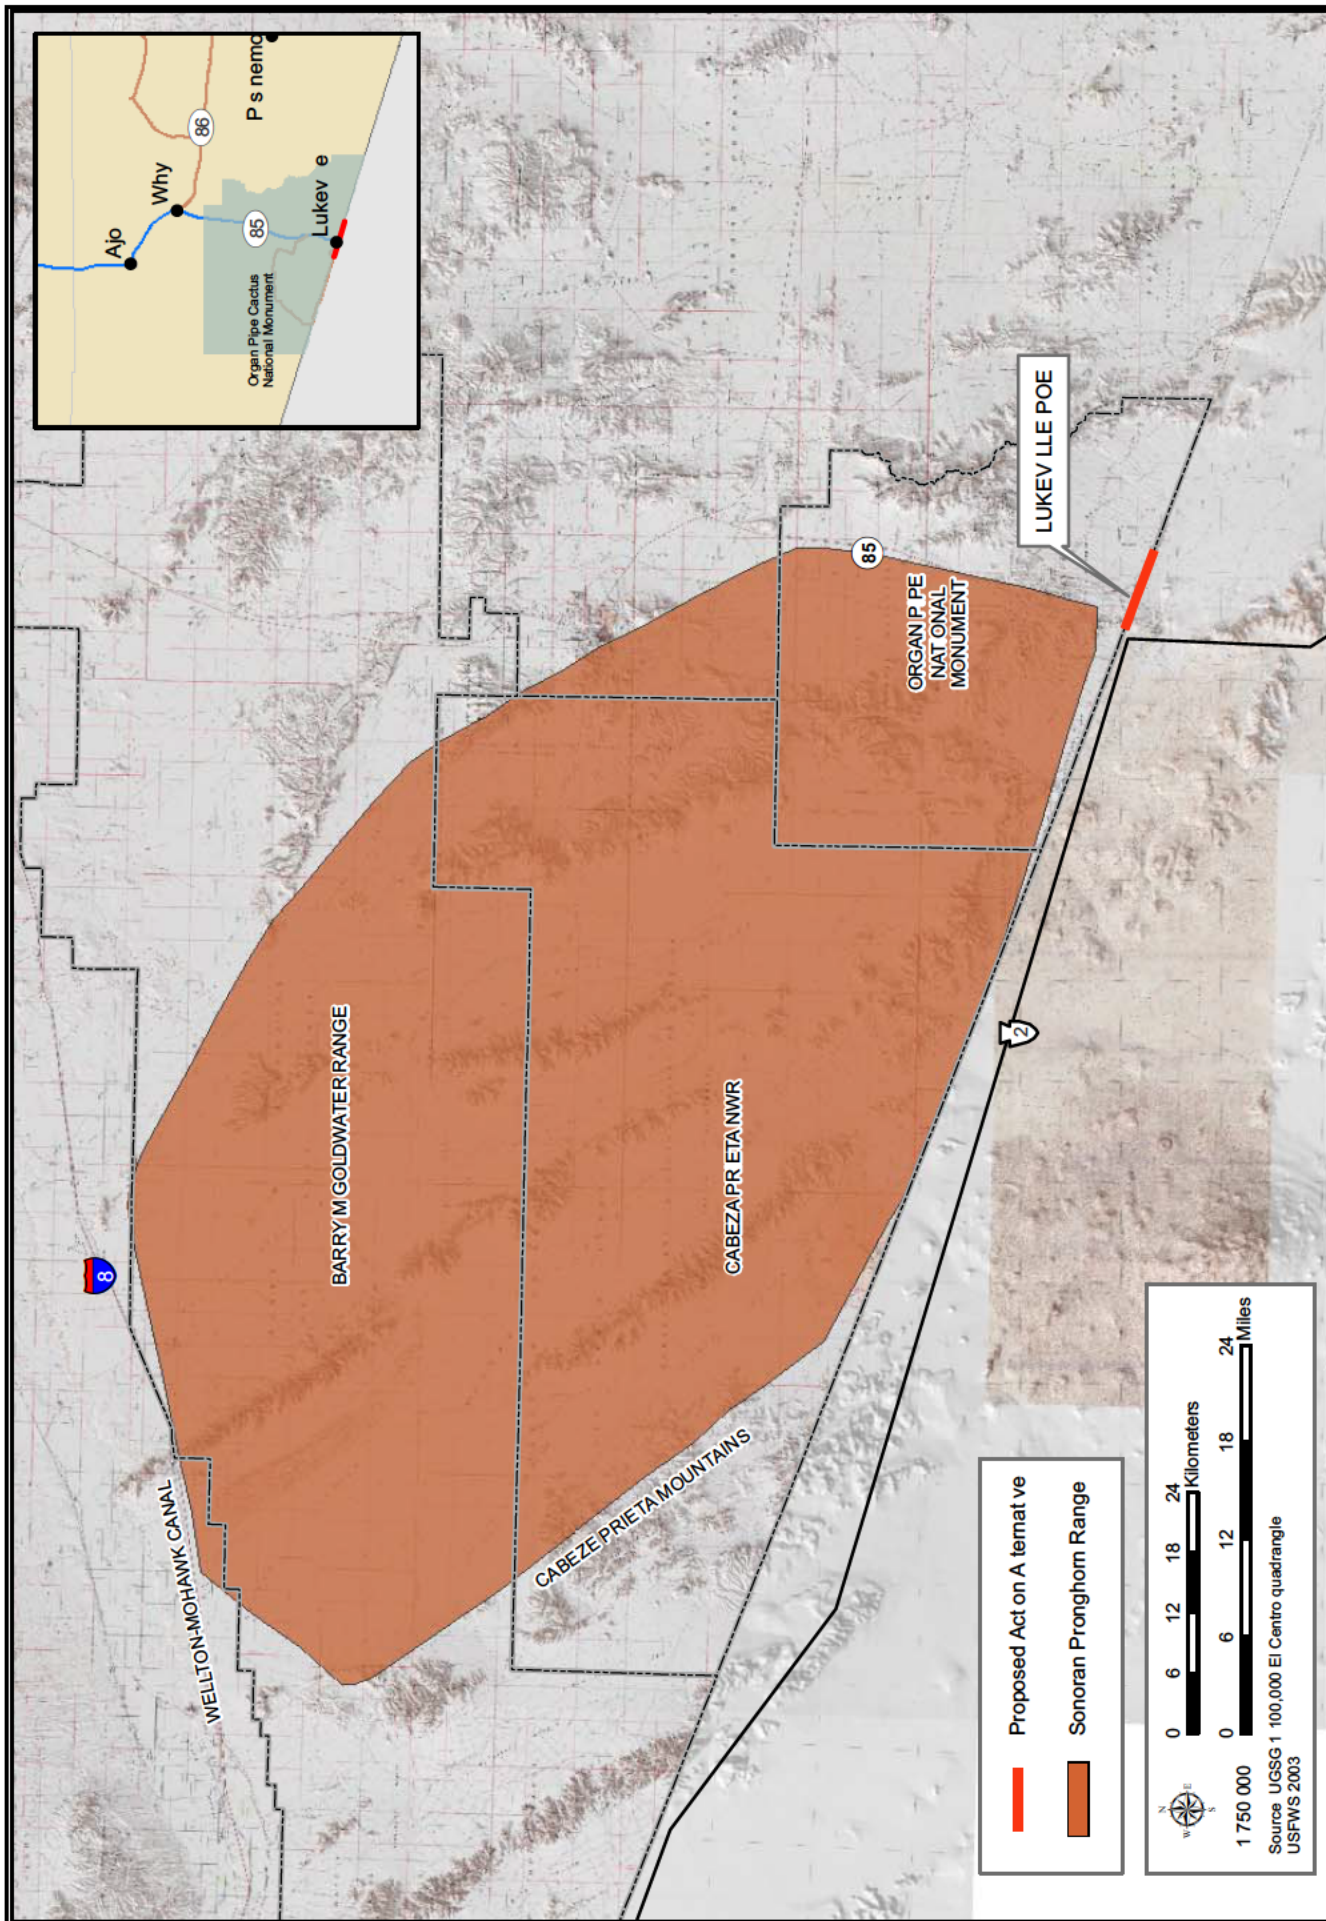 Ajo
Why
86
P s nemo
85
Organ Pipe Cactus
National Monument
Lukev e
8
WELLTON-MOHAWK CANAL
BARRY M GOLDWATER RANGE
CABEZA PR ETA NWR
CABEZE PRIETA MOUNTAINS
85
ORGAN P PE
NAT ONAL
MONUMENT
LUKEV LLE POE
2
Proposed Act on A ternat ve
Sonoran Pronghorn Range
N
W E
S
0 6 12 18 24
Kilometers
0 6 12 18 24
Miles
1 750 000
Source UGSG 1 100,000 El Centro quadrangle
USFWS 2003